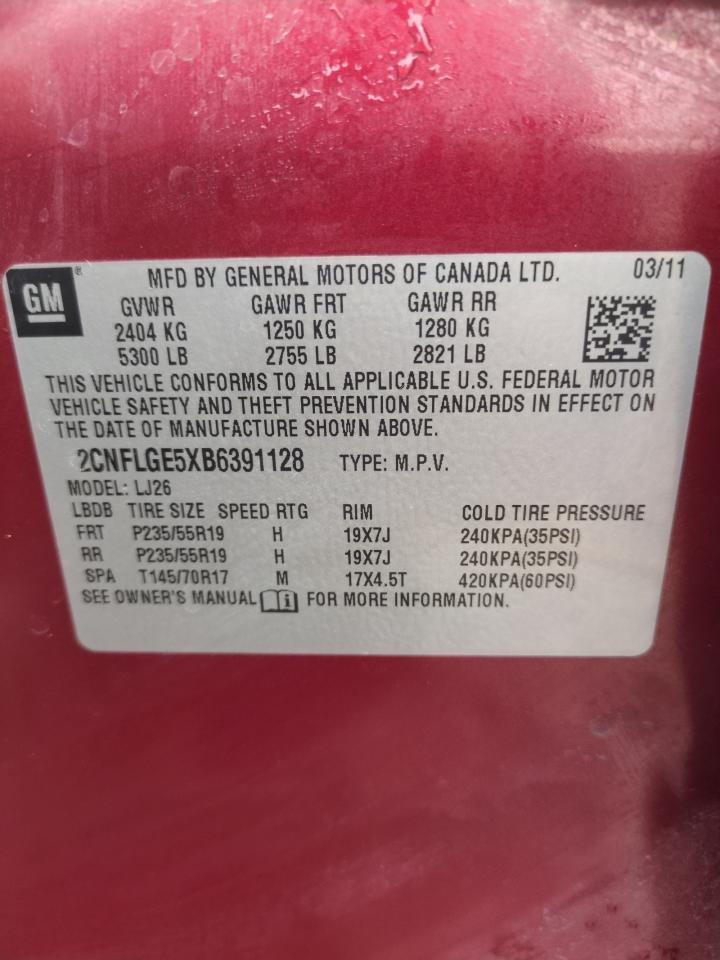 GM ® MFD BY GENERAL MOTORS OF CANADA LTD. 03/11
GVWR GAWR FRT GAWR RR
2404 KG 1250 KG 1280 KG
5300 LB 2755 LB 2821 LB
THIS VEHICLE CONFORMS TO ALL APPLICABLE U.S. FEDERAL MOTOR
VEHICLE SAFETY AND THEFT PREVENTION STANDARDS IN EFFECT ON
THE DATE OF MANUFACTURE SHOWN ABOVE.
2CNFLGE5XB6391128 TYPE: M.P.V.
MODEL: LJ26
LBDB TIRE SIZE SPEED RTG RIM COLD TIRE PRESSURE
FRT P235/55R19 H 19X7J 240KPA(35PSI)
RR P235/55R19 H 19X7J 240KPA(35PSI)
SPA T145/70R17 M 17X4.5T 420KPA(60PSI)
SEE OWNER'S MANUAL i FOR MORE INFORMATION.